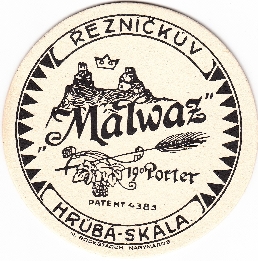 ŘEZNÍČKŮV
„Malwaz"
19° Porter
PATENT 4383
HRUBÁ-SKÁLA